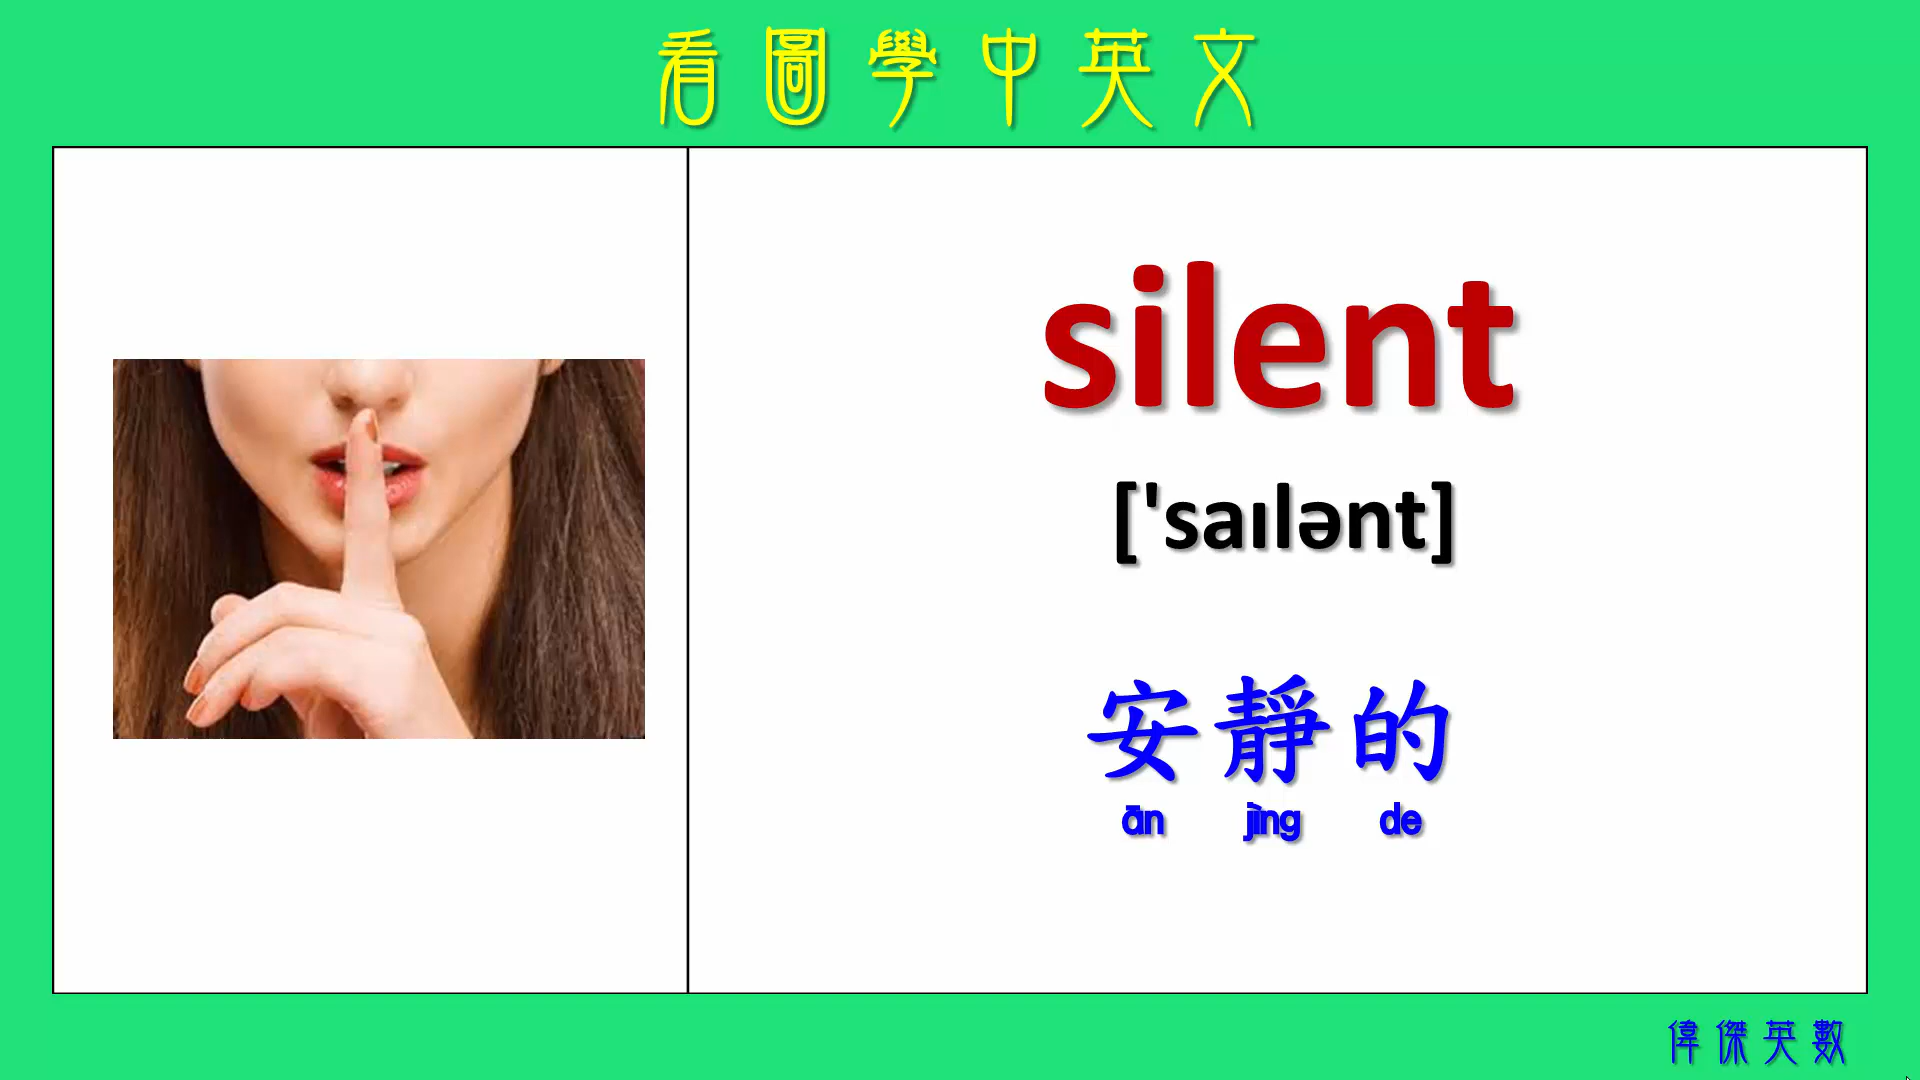 看圖學中英文
silent
['saɪlənt]
安靜的
ān jìng de
偉傑英數